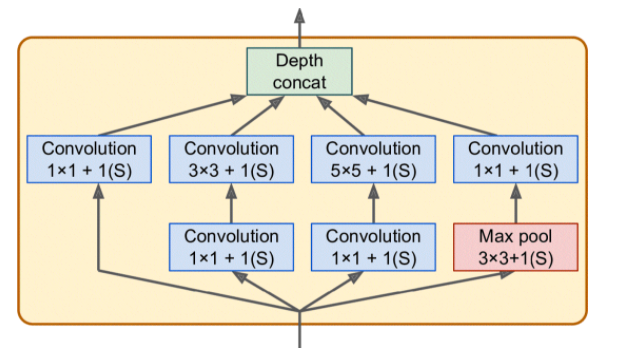 Depth
concat
Convolution
1×1 + 1(S)
Convolution
3×3 + 1(S)
Convolution
5×5 + 1(S)
Convolution
1×1 + 1(S)
Convolution
1×1 + 1(S)
Convolution
1×1 + 1(S)
Max pool
3×3+1(S)